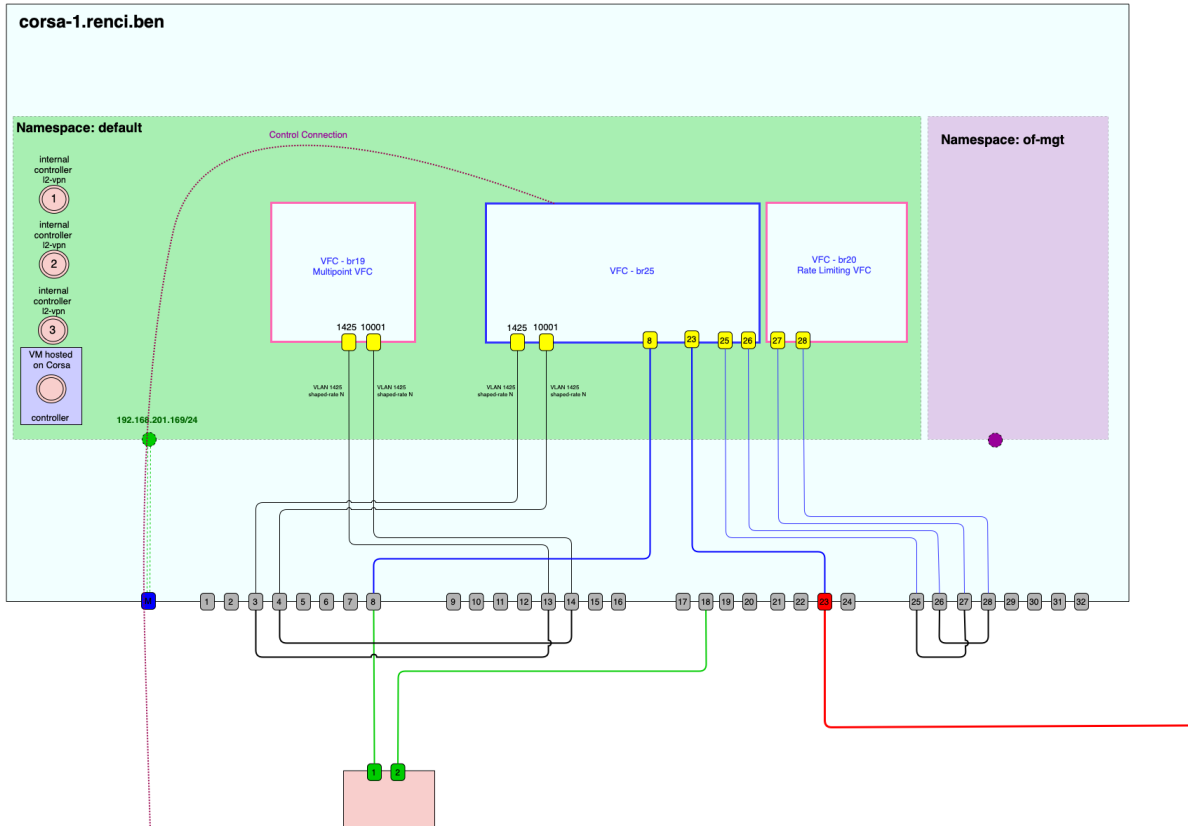 corsa-1.renci.ben
Namespace: default
Namespace: of-mgt
Control Connection
internal
controller
l2-vpn
1
internal
controller
l2-vpn
2
internal
controller
l2-vpn
3
VM hosted
on Corsa
controller
192.168.201.169/24
VFC - br19
Multipoint VFC
VFC - br25
VFC - br20
Rate Limiting VFC
1425 10001
1425 10001
8
23
25
26
27
28
VLAN 1425
shaped-rate N
VLAN 1425
shaped-rate N
VLAN 1425
shaped-rate N
VLAN 1425
shaped-rate N
1 2 3 4 5 6 7 8 9 10 11 12 13 14 15 16 17 18 19 20 21 22 23 24 25 26 27 28 29 30 31 32
1 2